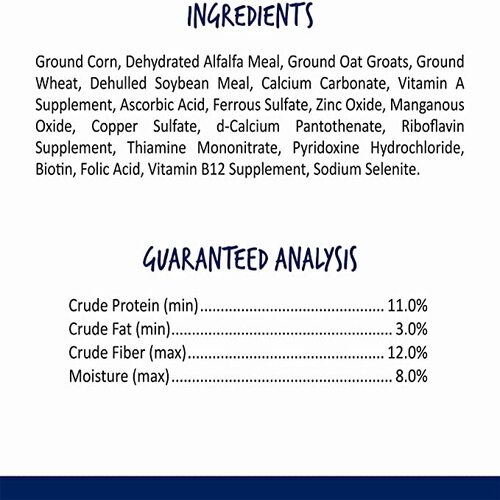 INGREDIENTS
Ground Corn, Dehydrated Alfalfa Meal, Ground Oat Groats, Ground
Wheat, Dehulled Soybean Meal, Calcium Carbonate, Vitamin A
Supplement, Ascorbic Acid, Ferrous Sulfate, Zinc Oxide, Manganous
Oxide, Copper Sulfate, d-Calcium Pantothenate, Riboflavin
Supplement, Thiamine Mononitrate, Pyridoxine Hydrochloride,
Biotin, Folic Acid, Vitamin B12 Supplement, Sodium Selenite.
GUARANTEED ANALYSIS
Crude Protein (min)............................................. 11.0%
Crude Fat (min)....................................................... 3.0%
Crude Fiber (max)................................................ 12.0%
Moisture (max)....................................................... 8.0%